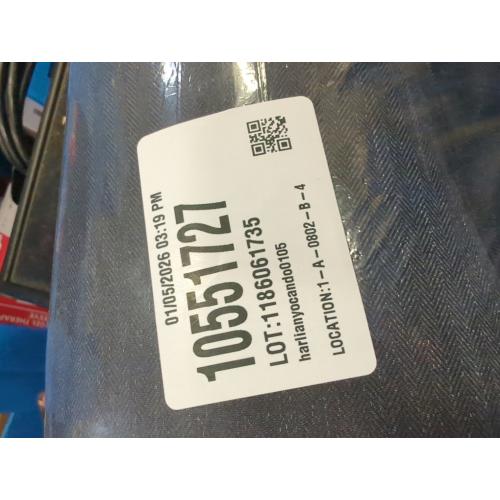 01/05/2026 03:19 PM
10551727
LOT:1186061735
harlianyocando0105
LOCATION:1-A-0802-B-4